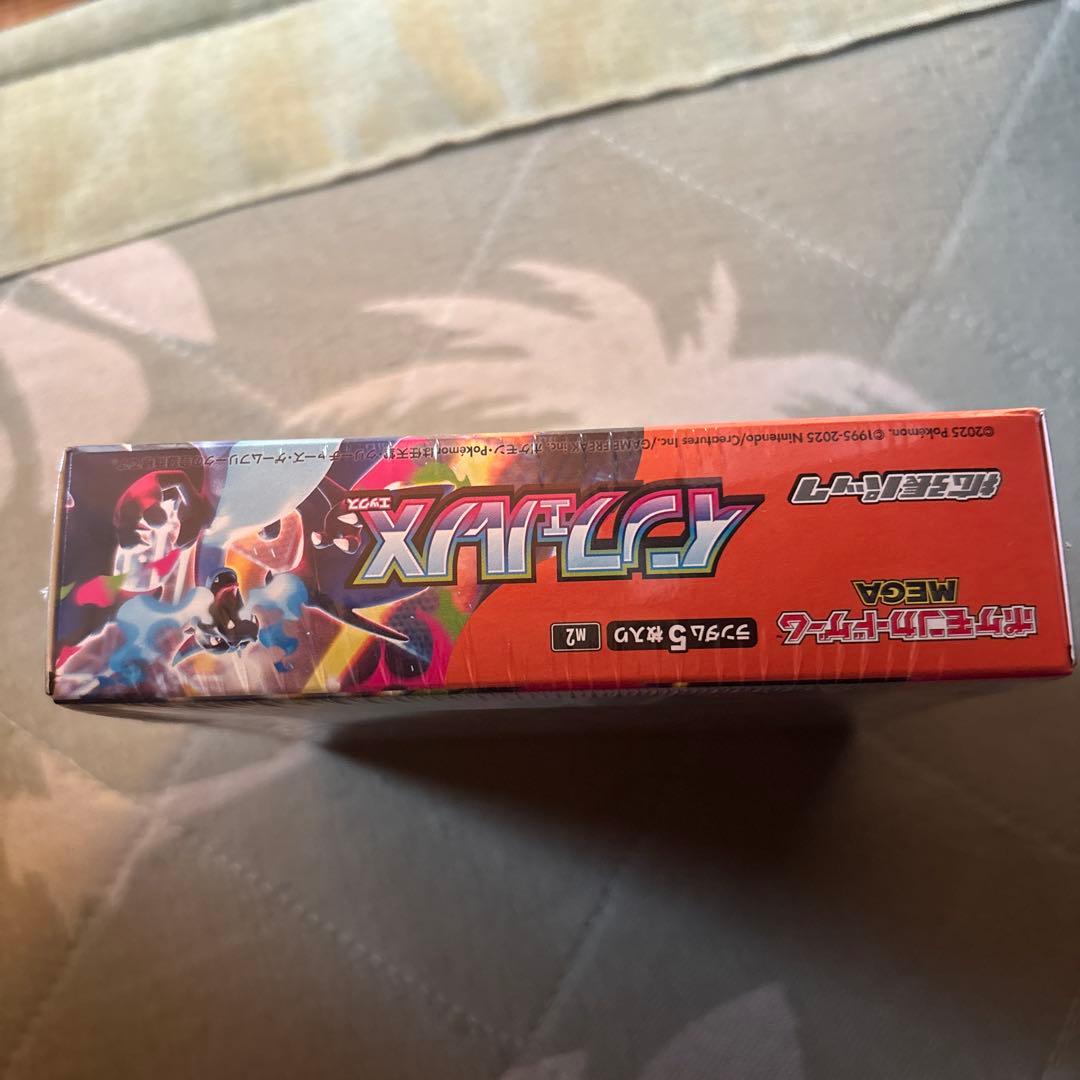 ポケモンカードゲーム
MEGA
ランダム5枚入り
M2
拡張パック
インフェルノX
エックス
©2025 Pokémon. ©1995-2025 Nintendo/Creatures Inc./GAME FREAK inc.
ポケモン・Pokémonは任天堂・クリーチャーズ・ゲームフリークの登録商標です。